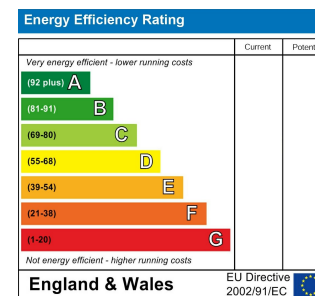 Energy Efficiency Rating
Current Potent
Very energy efficient - lower running costs
(92 plus) A
(81-91) B
(69-80) C
(55-68) D
(39-54) E
(21-38) F
(1-20) G
Not energy efficient - higher running costs
England & Wales
EU Directive
2002/91/EC